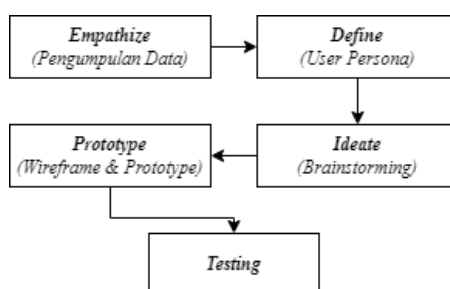 Empathize
(Pengumpulan Data)
Define
(User Persona)
Ideate
(Brainstorming)
Prototype
(Wireframe & Prototype)
Testing